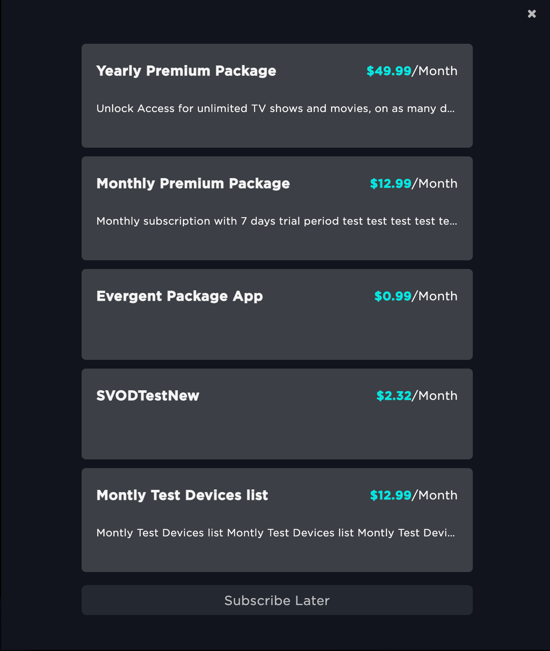 Yearly Premium Package $49.99/Month
Unlock Access for unlimited TV shows and movies, on as many d...
Monthly Premium Package $12.99/Month
Monthly subscription with 7 days trial period test test test test te...
Evergent Package App $0.99/Month
SVODTestNew $2.32/Month
Montly Test Devices list $12.99/Month
Montly Test Devices list Montly Test Devices list Montly Test Devi...
Subscribe Later